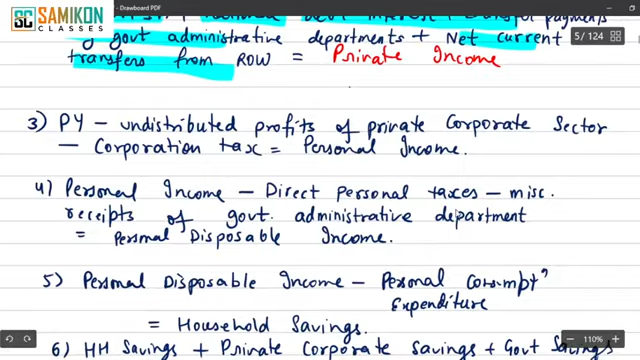 Drawboard PDF
SAMIKON
CLASSES
SC
payments
5 / 124
of govt administrative departments + Net current
transfers from ROW = Private Income
3) PY - undistributed profits of private Corporate Sector
- Corporation tax = Personal Income.
4) Personal Income - Direct Personal taxes - misc.
receipts of govt. administrative department
= Personal Disposable Income.
5) Personal Disposable Income - Personal Consumptⁿ
Expenditure
= Household Savings.
6) HH Savings + Private Corporate Savings + Govt Savings
110%